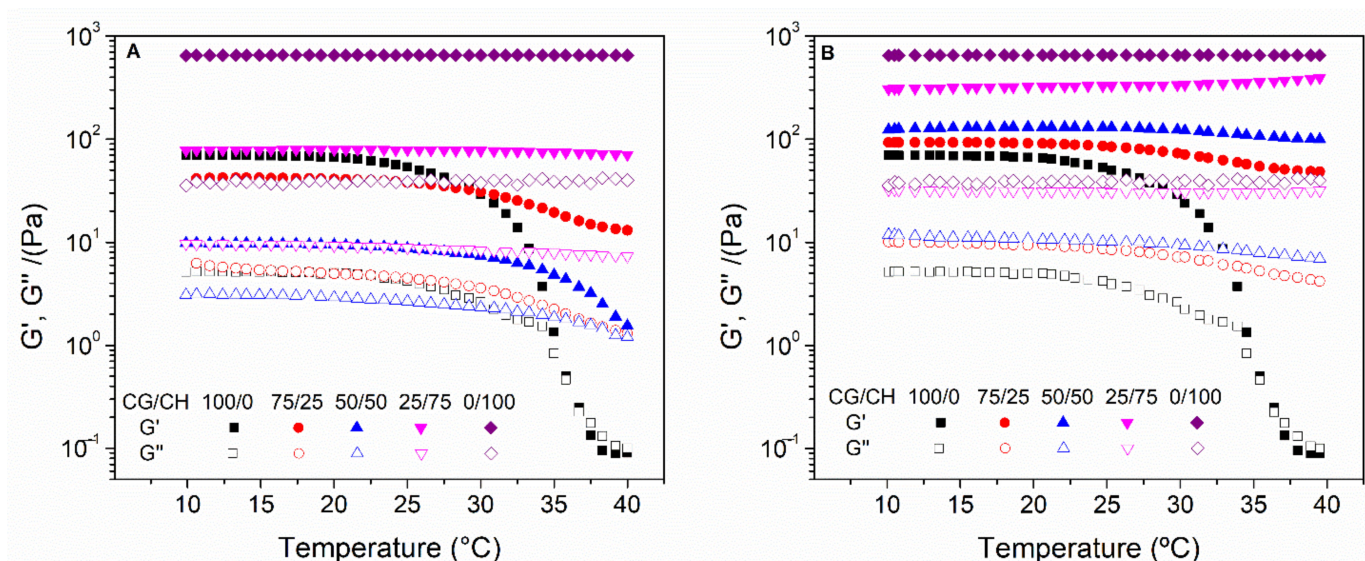 A
G', G'' /(Pa)
10³
10²
10¹
10⁰
10⁻¹
CG/CH 100/0 75/25 50/50 25/75 0/100
G'
G''
10 15 20 25 30 35 40
Temperature (°C)
B
G', G'' /(Pa)
10³
10²
10¹
10⁰
10⁻¹
CG/CH 100/0 75/25 50/50 25/75 0/100
G'
G''
10 15 20 25 30 35 40
Temperature (ºC)